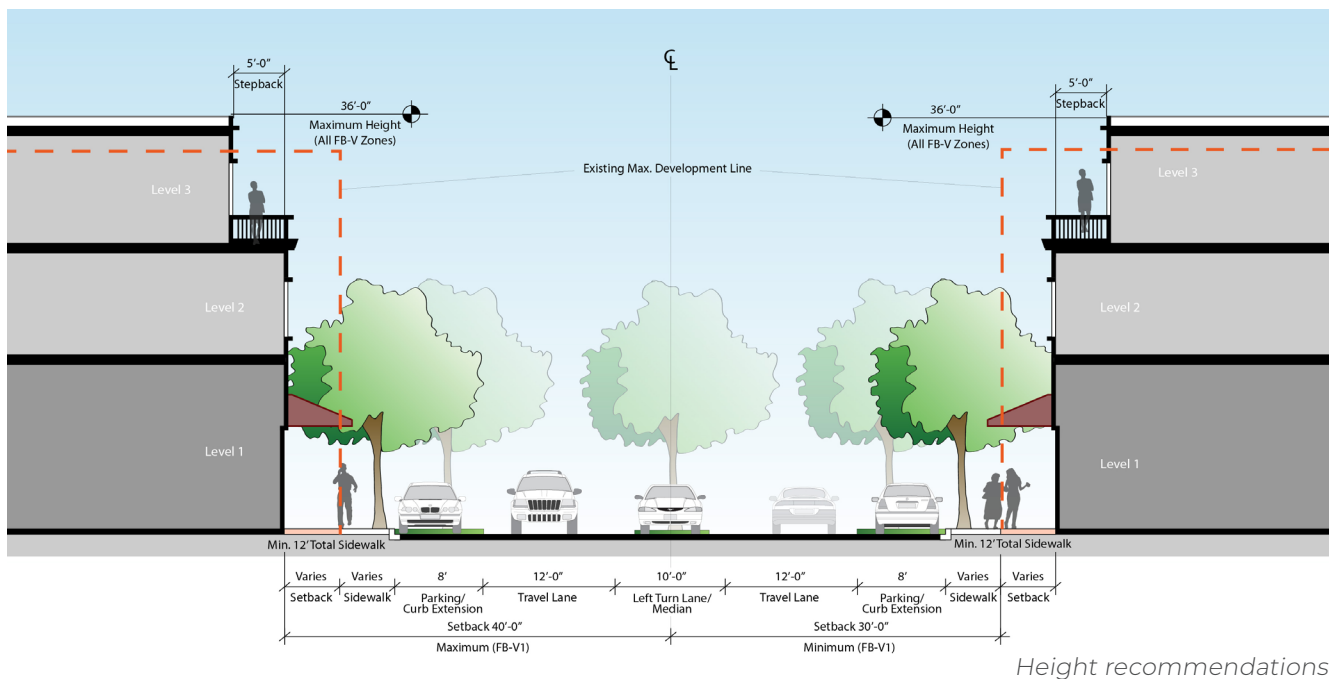 ℄
5'-0"
Stepback
36'-0"
Maximum Height
(All FB-V Zones)
5'-0"
Stepback
36'-0"
Maximum Height
(All FB-V Zones)
Existing Max. Development Line
Level 3
Level 3
Level 2
Level 2
Level 1
Level 1
Min. 12' Total Sidewalk
Min. 12' Total Sidewalk
Varies
Setback
Varies
Sidewalk
8'
Parking/
Curb Extension
12'-0"
Travel Lane
10'-0"
Left Turn Lane/
Median
12'-0"
Travel Lane
8'
Parking/
Curb Extension
Varies
Sidewalk
Varies
Setback
Setback 40'-0"
Maximum (FB-V1)
Setback 30'-0"
Minimum (FB-V1)
Height recommendations